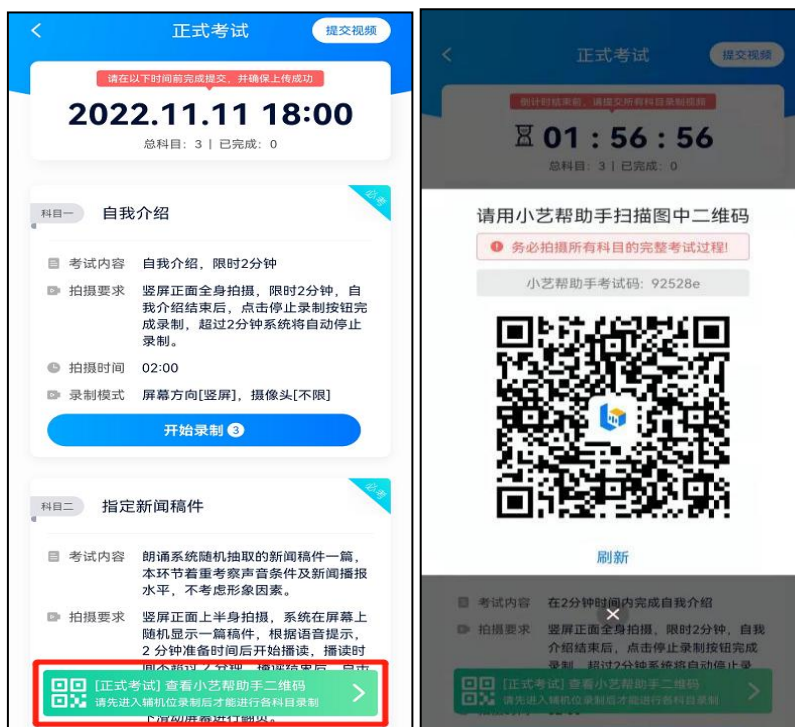 正式考试
提交视频
请在以下时间前完成提交，并确保上传成功
2022.11.11 18:00
总科目：3 | 已完成：0
必考
科目一
自我介绍
考试内容 自我介绍，限时2分钟
拍摄要求 竖屏正面全身拍摄，限时2分钟，自
我介绍结束后，点击停止录制按钮完
成录制，超过2分钟系统将自动停止
录制。
拍摄时间 02:00
录制模式 屏幕方向[竖屏]，摄像头[不限]
开始录制 3
必考
科目二
指定新闻稿件
考试内容 朗诵系统随机抽取的新闻稿件一篇，
本环节着重考察声音条件及新闻播报
水平，不考虑形象因素。
拍摄要求 竖屏正面上半身拍摄，系统在屏幕上
随机显示一篇稿件，根据语音提示，
2 分钟准备时间后开始播读，播读时
间不超过 2 分钟，播读结束后，点击
[正式考试] 查看小艺帮助手二维码
请先进入辅机位录制后才能进行各科目录制
下滑动屏幕进行翻页。
正式考试
提交视频
倒计时结束前，请提交所有科目录制视频
01 : 56 : 56
总科目：3 | 已完成：0
请用小艺帮助手扫描图中二维码
务必拍摄所有科目的完整考试过程!
小艺帮助手考试码：92528e
刷新
考试内容 在2分钟时间内完成自我介绍
拍摄要求 竖屏正面全身拍摄，限时2分钟，自我
介绍结束后，点击停止录制按钮完成
录制，超过2分钟系统将自动停止录
[正式考试] 查看小艺帮助手二维码
请先进入辅机位录制后才能进行各科目录制